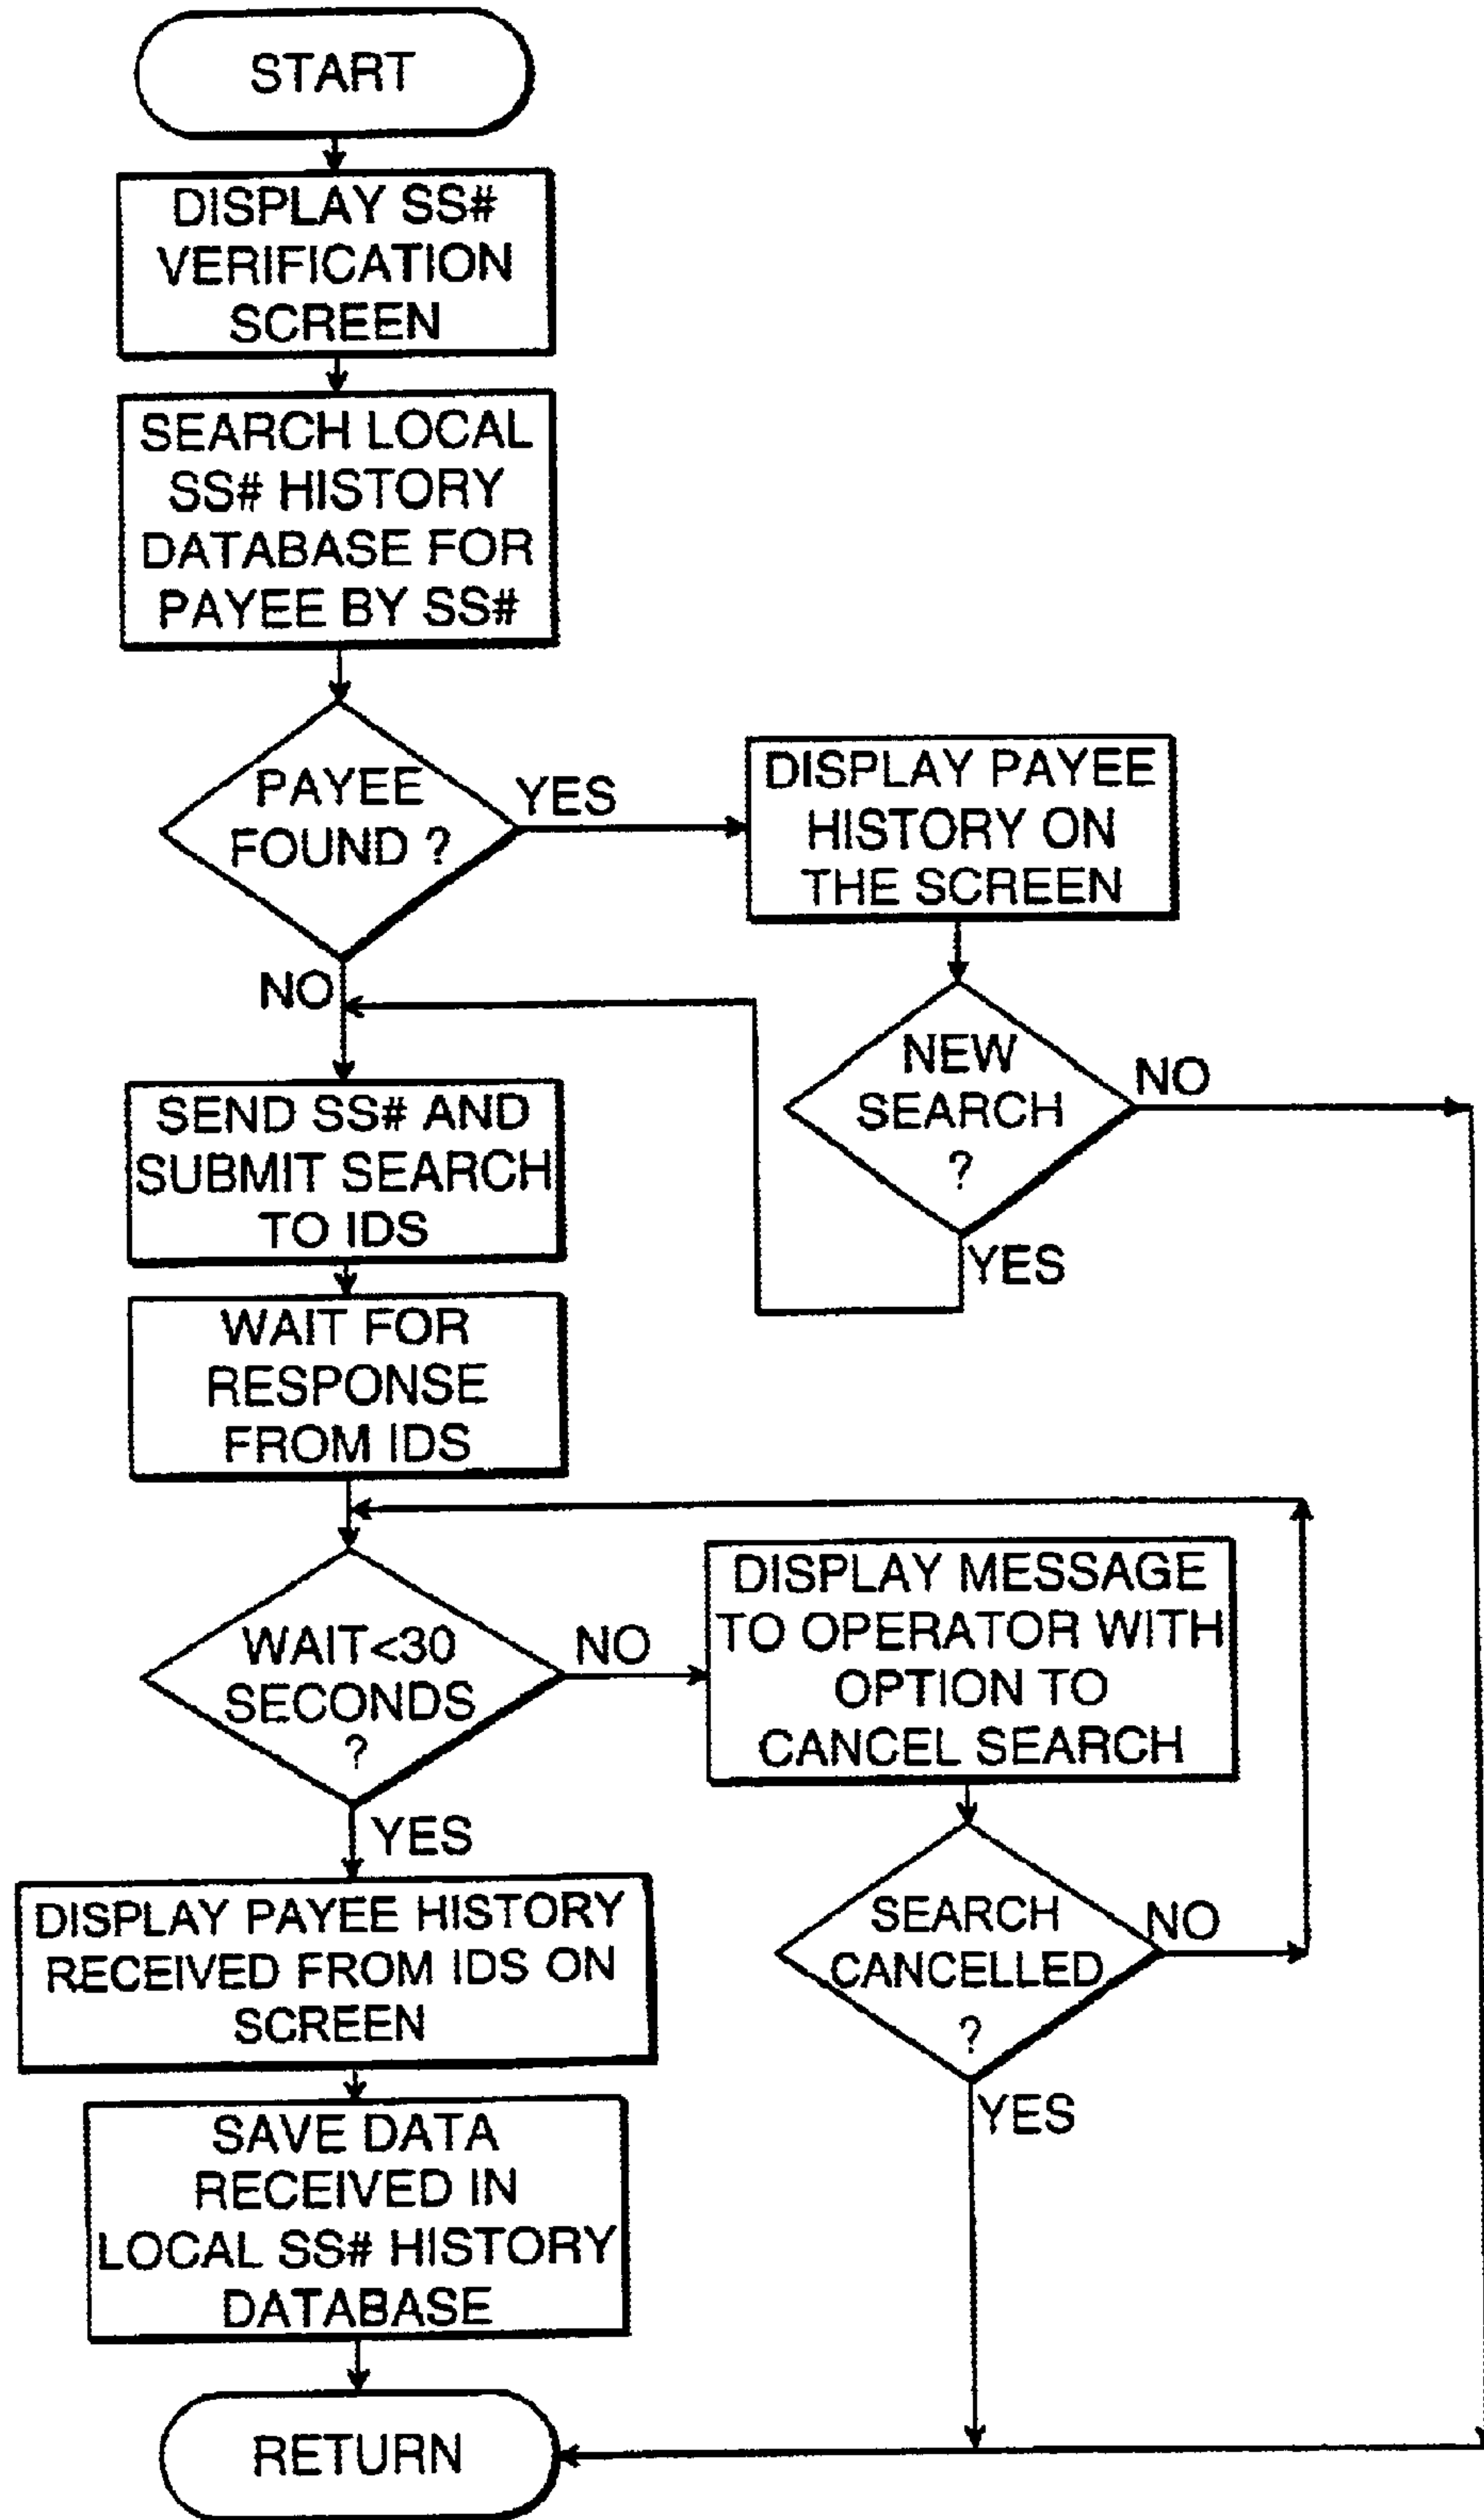 START
DISPLAY SS#
VERIFICATION
SCREEN
SEARCH LOCAL
SS# HISTORY
DATABASE FOR
PAYEE BY SS#
PAYEE
FOUND ?
YES
NO
DISPLAY PAYEE
HISTORY ON
THE SCREEN
NEW
SEARCH
?
NO
YES
SEND SS# AND
SUBMIT SEARCH
TO IDS
WAIT FOR
RESPONSE
FROM IDS
WAIT<30
SECONDS
?
NO
YES
DISPLAY MESSAGE
TO OPERATOR WITH
OPTION TO
CANCEL SEARCH
SEARCH
CANCELLED
?
NO
YES
DISPLAY PAYEE HISTORY
RECEIVED FROM IDS ON
SCREEN
SAVE DATA
RECEIVED IN
LOCAL SS# HISTORY
DATABASE
RETURN